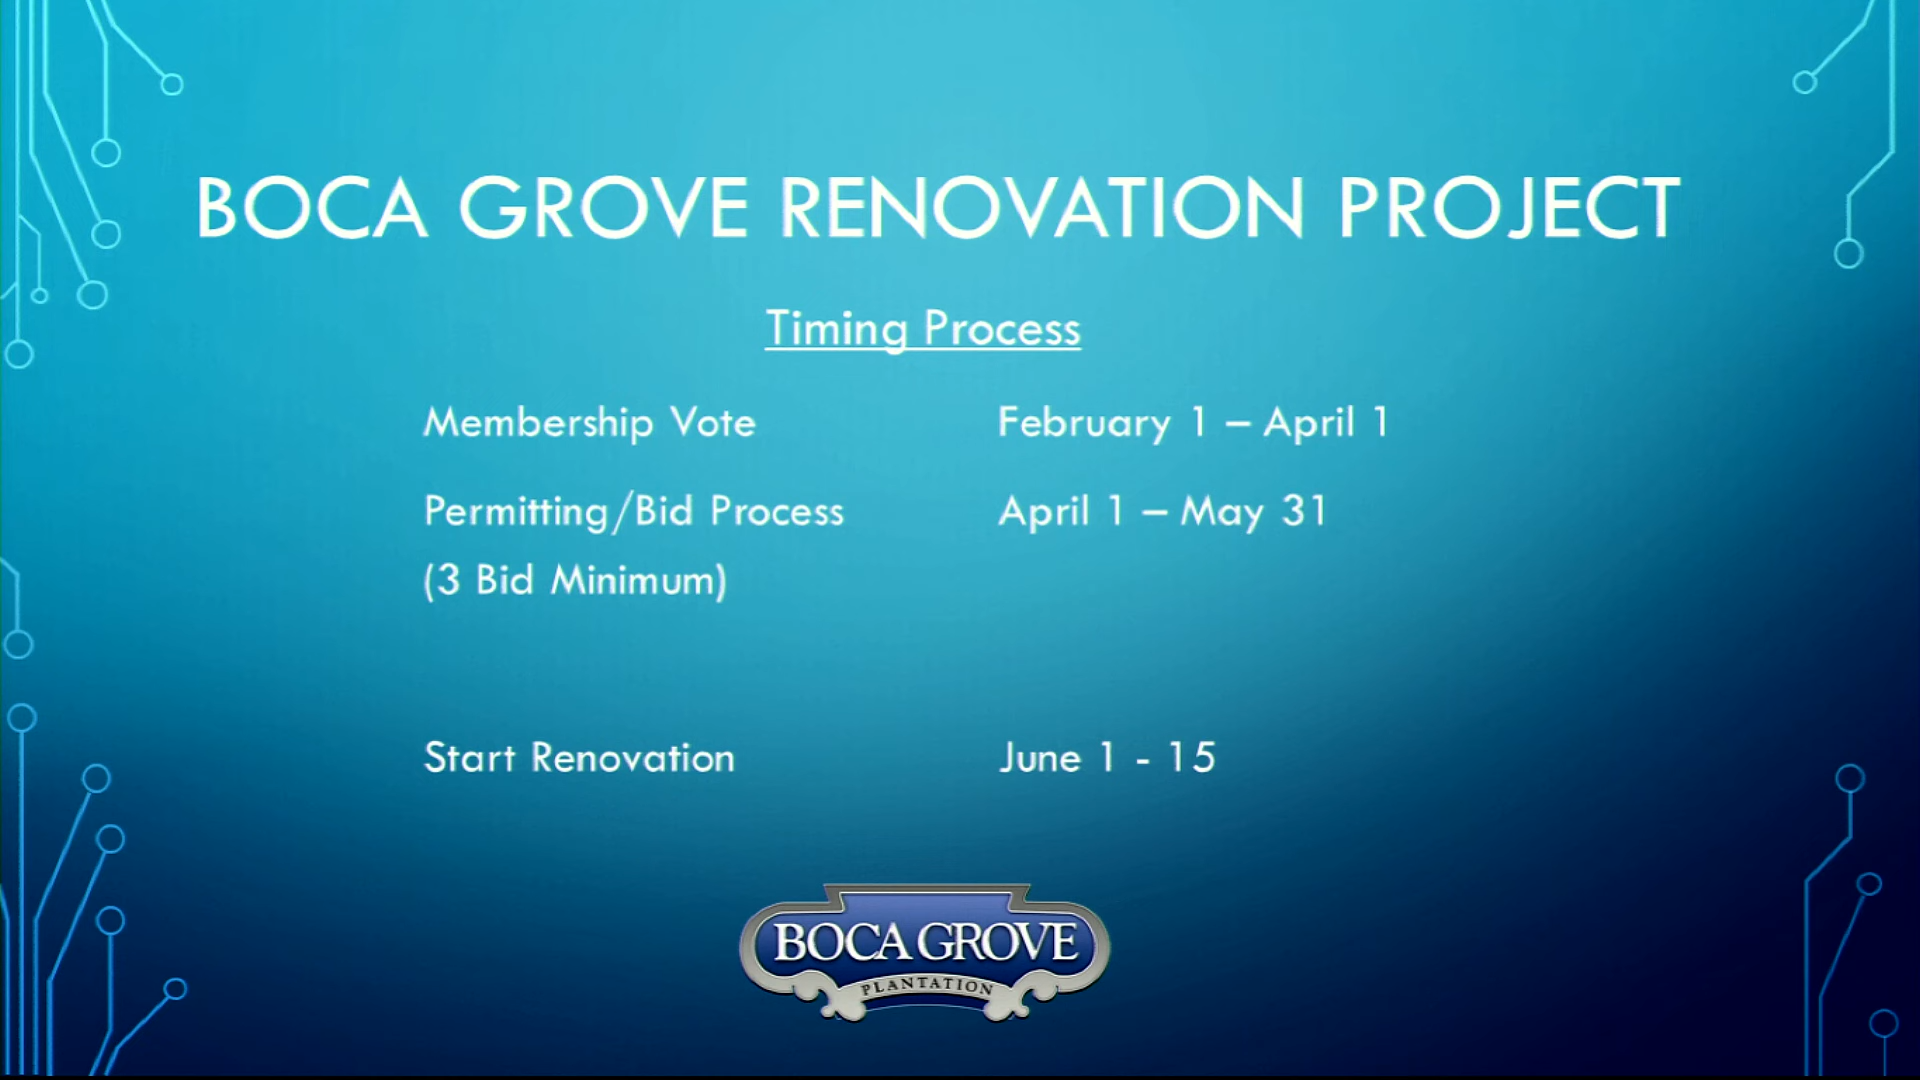 BOCA GROVE RENOVATION PROJECT
Timing Process
Membership Vote February 1 – April 1
Permitting/Bid Process April 1 – May 31
(3 Bid Minimum)
Start Renovation June 1 - 15
BOCA GROVE
PLANTATION